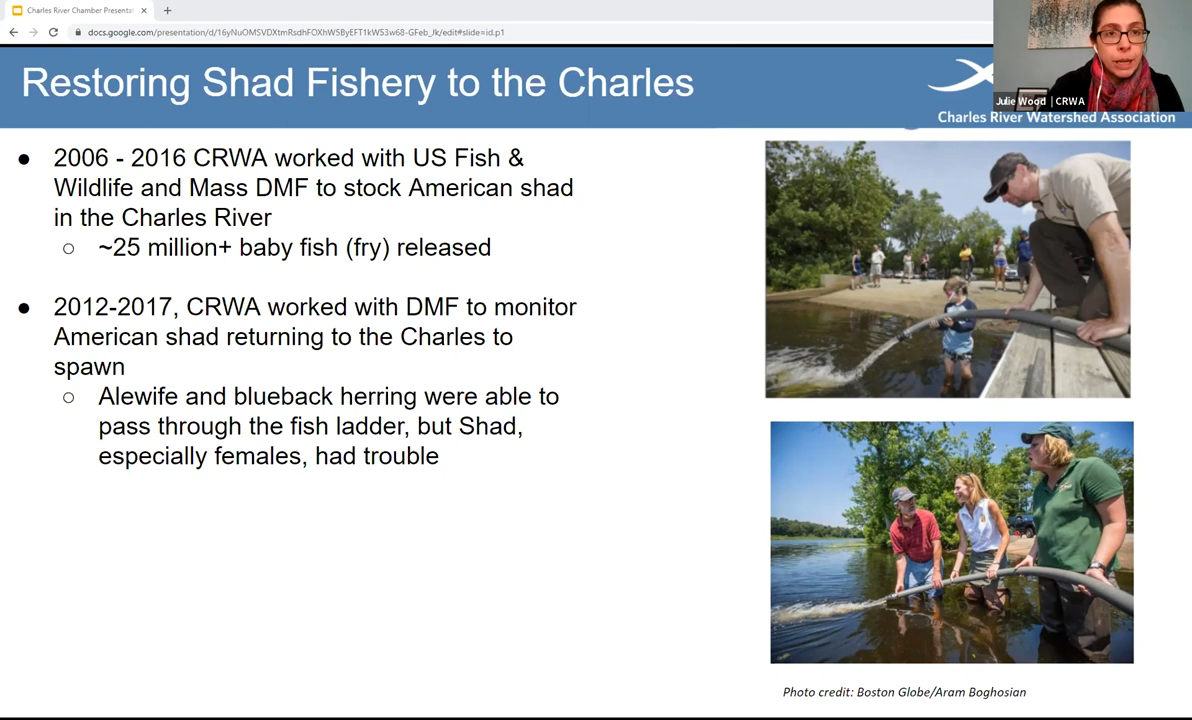 Charles River Chamber Presentat
docs.google.com/presentation/d/16yNuOMSVDXtmRsdhFOXhW5ByEFT1kW53w68-GFeb_Jk/edit#slide=id.p1
Restoring Shad Fishery to the Charles
Julie Wood | CRWA
Charles River Watershed Association
● 2006 - 2016 CRWA worked with US Fish &
Wildlife and Mass DMF to stock American shad
in the Charles River
○ ~25 million+ baby fish (fry) released
● 2012-2017, CRWA worked with DMF to monitor
American shad returning to the Charles to
spawn
○ Alewife and blueback herring were able to
pass through the fish ladder, but Shad,
especially females, had trouble
Photo credit: Boston Globe/Aram Boghosian